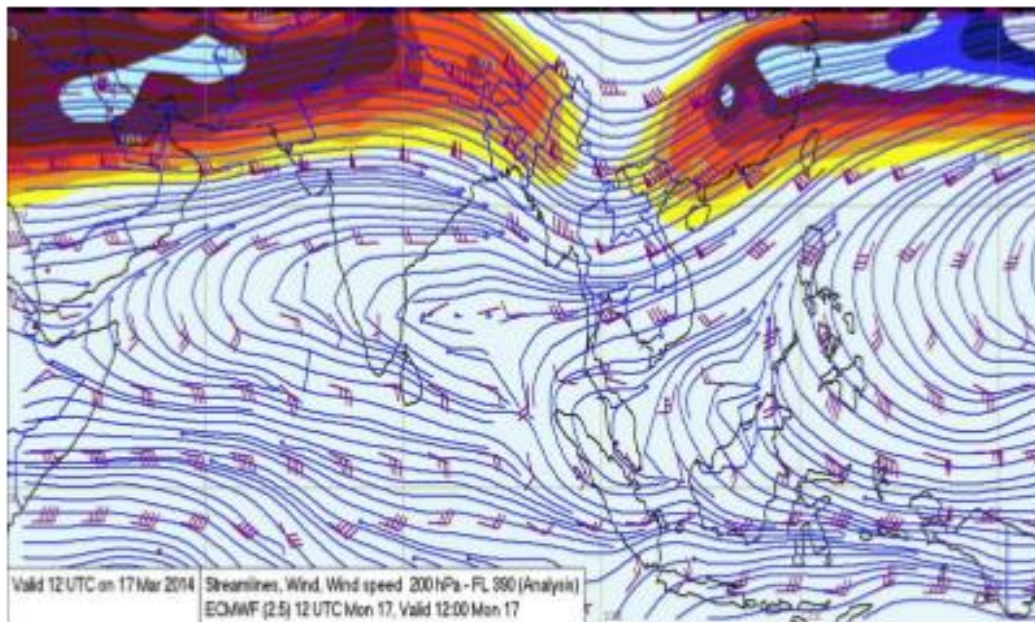 Valid 12 UTC on 17 Mar 2014
Streamlines, Wind, Wind speed 200 hPa - FL 390 (Analysis)
ECMWF (2.5) 12 UTC Mon 17, Valid 12:00 Mon 17